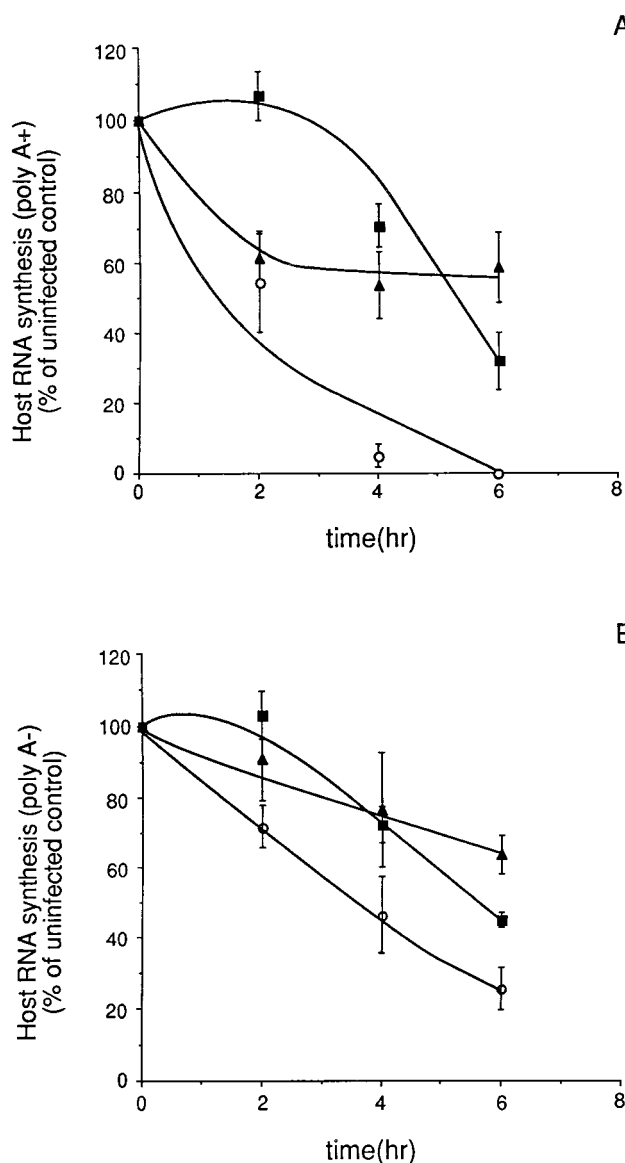 A
Host RNA synthesis (poly A+)
(% of uninfected control)
120
100
80
60
40
20
0
0 2 4 6 8
time(hr)
B
Host RNA synthesis (poly A-)
(% of uninfected control)
120
100
80
60
40
20
0
0 2 4 6 8
time(hr)